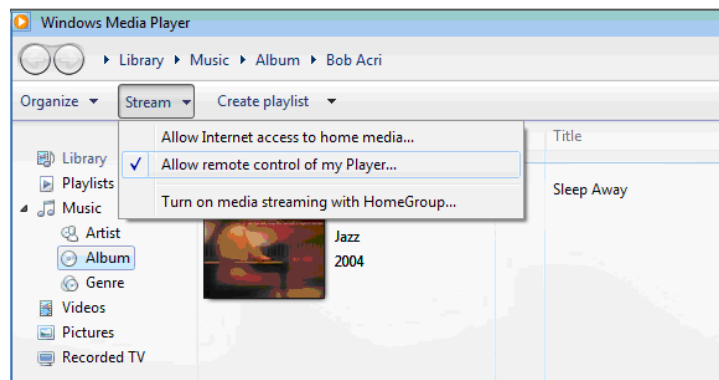 Windows Media Player
Library Music Album Bob Acri
Organize Stream Create playlist
Allow Internet access to home media...
Allow remote control of my Player...
Turn on media streaming with HomeGroup...
Title
Library
Playlists
Music
Artist
Album
Genre
Videos
Pictures
Recorded TV
Jazz
2004
Sleep Away